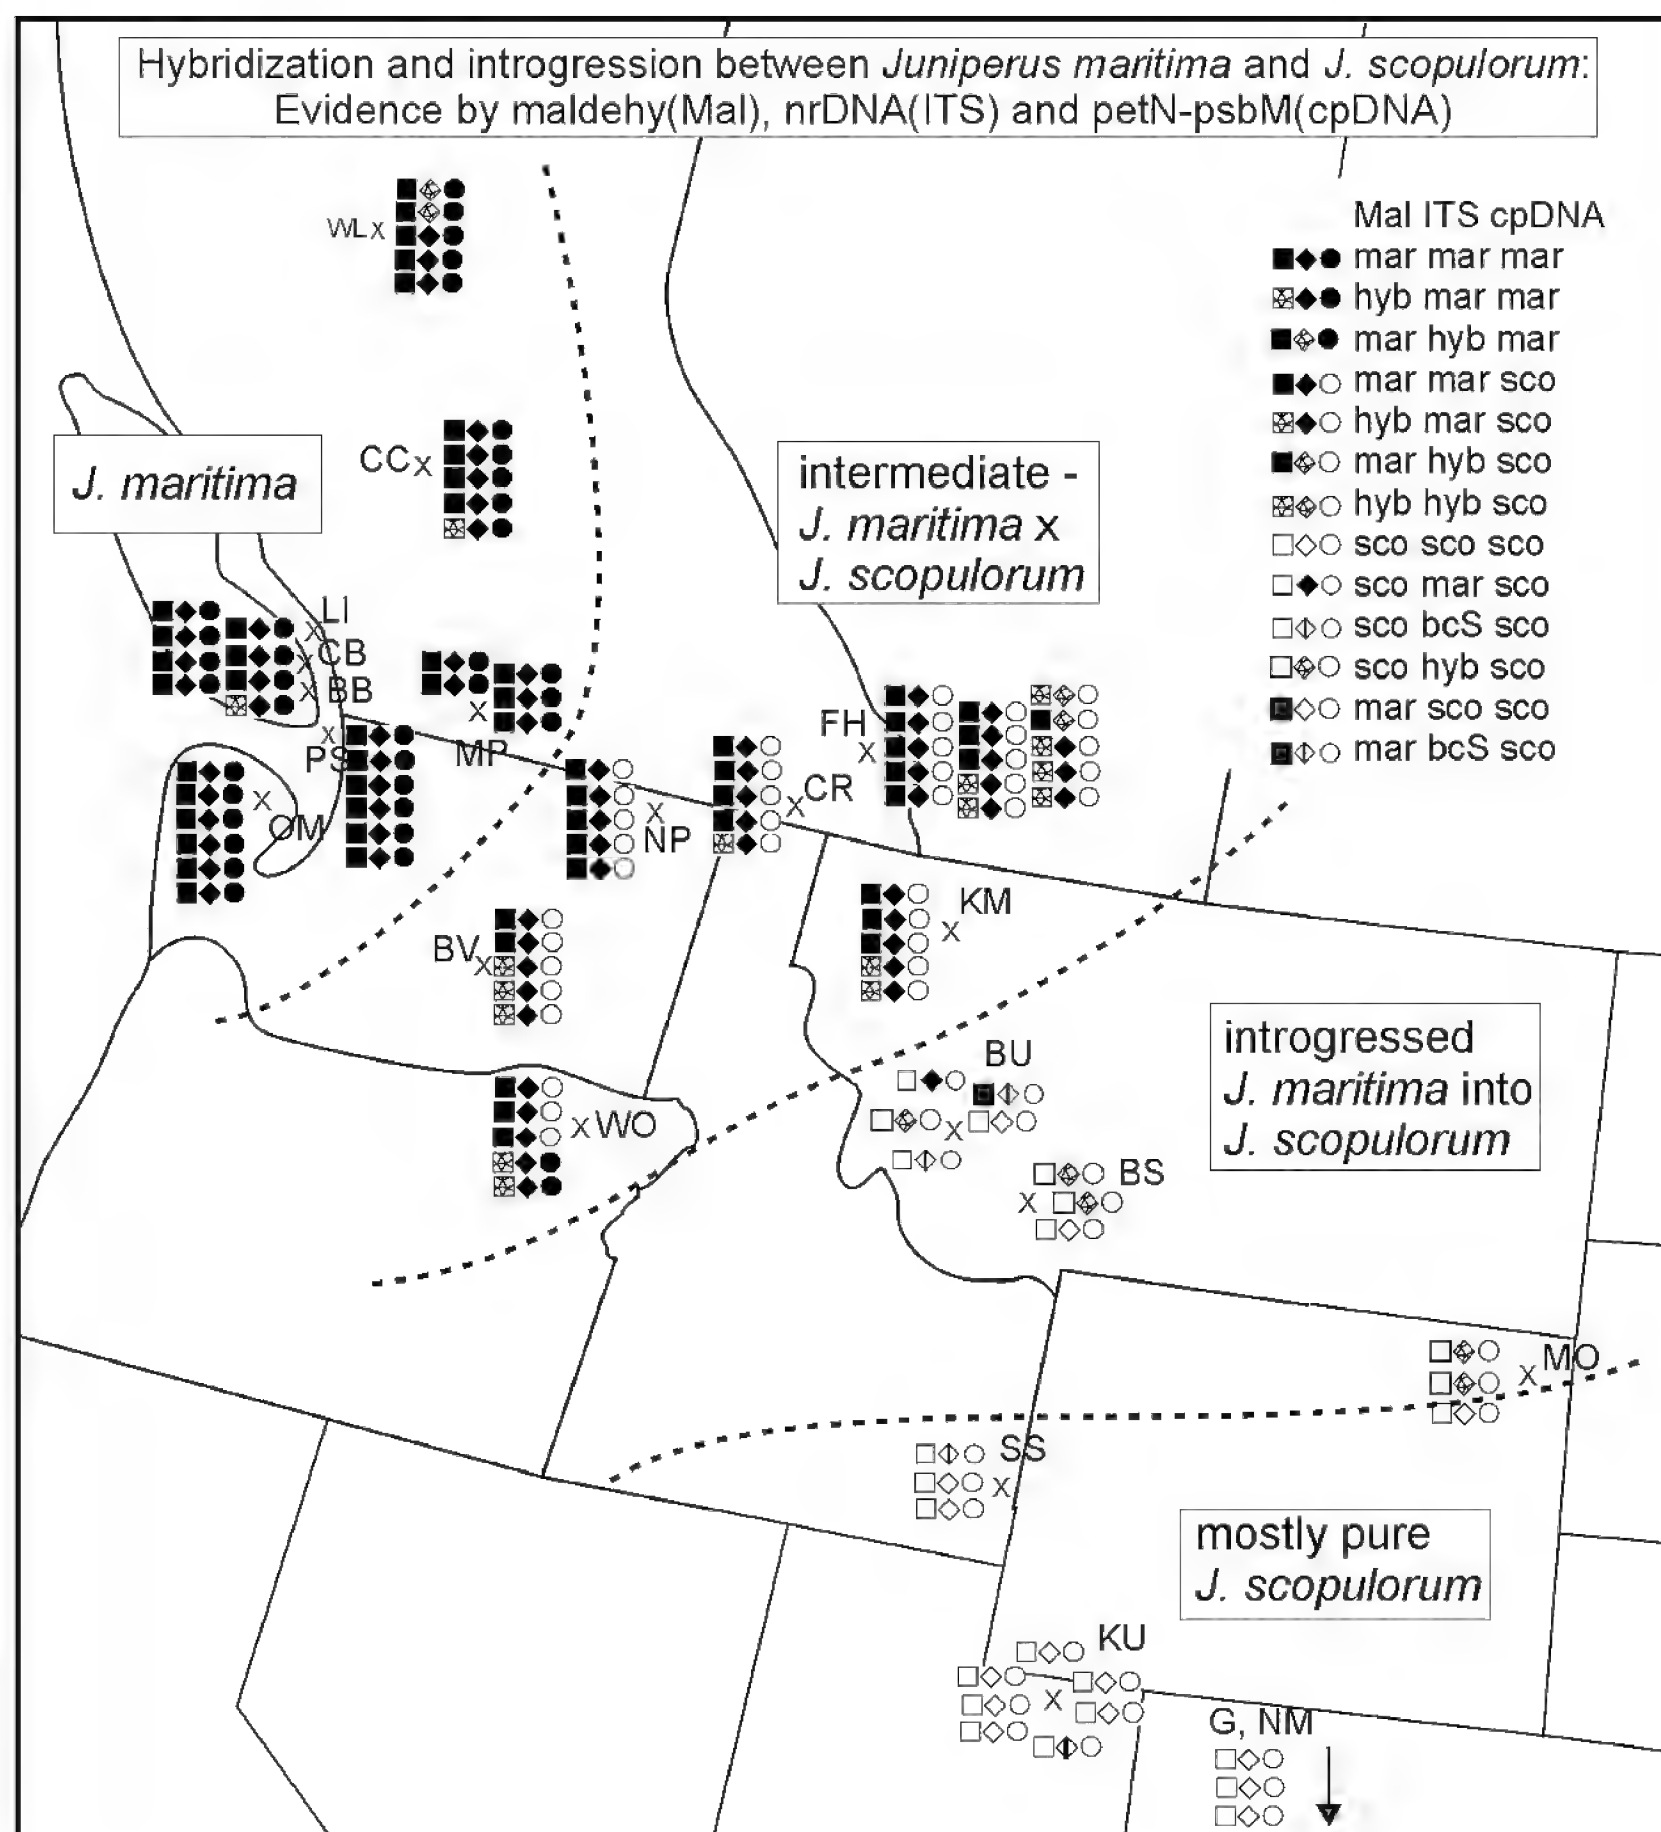 Hybridization and introgression between Juniperus maritima and J. scopulorum:
Evidence by maldehy(Mal), nrDNA(ITS) and petN-psbM(cpDNA)
Mal ITS cpDNA
mar mar mar
hyb mar mar
mar hyb mar
mar mar sco
hyb mar sco
mar hyb sco
hyb hyb sco
sco sco sco
sco mar sco
sco bcS sco
sco hyb sco
mar sco sco
mar bcS sco
WLx
CCx
J. maritima
intermediate -
J. maritima x
J. scopulorum
x LI
x CB
x BB
x
PS
x
MP
x
OM
x
NP
x CR
FH
x
KM
x
BV
x
x WO
BU
x
BS
x
introgressed
J. maritima into
J. scopulorum
x MO
SS
x
mostly pure
J. scopulorum
KU
x
G, NM